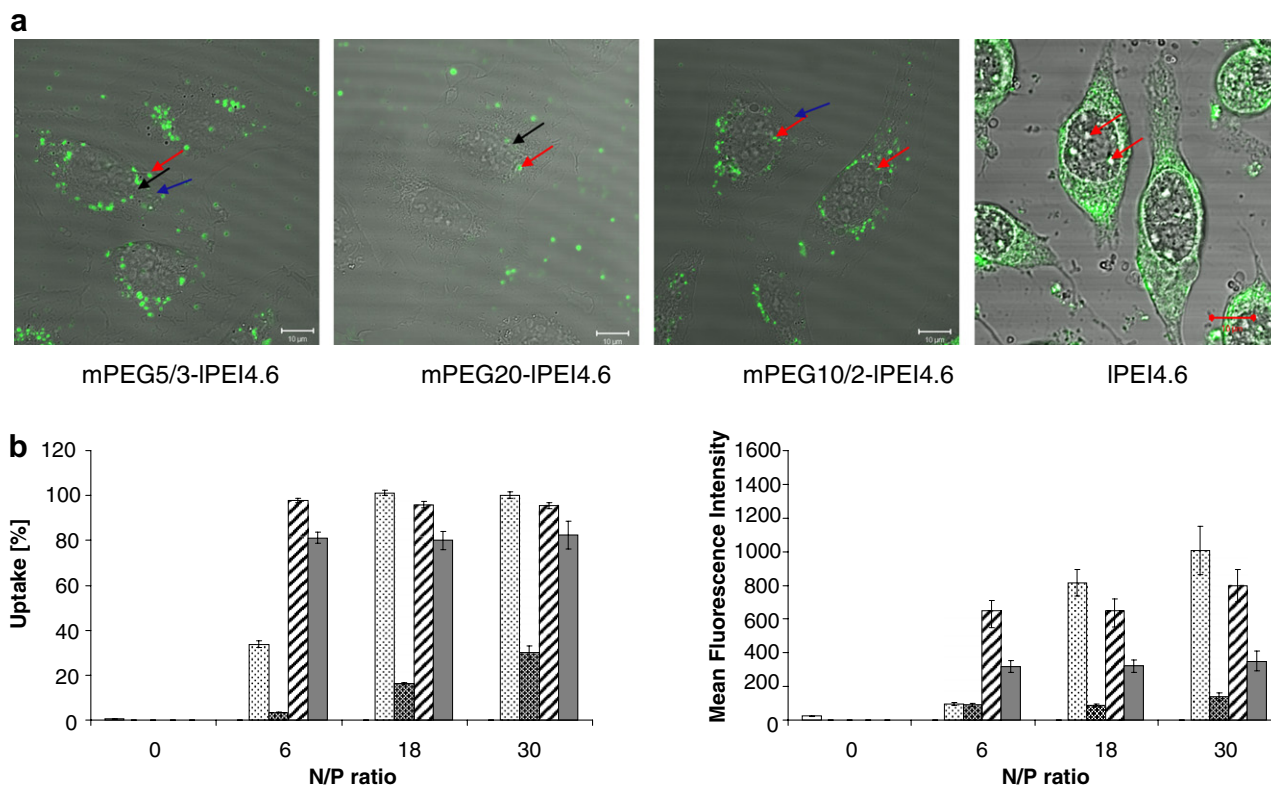 a
10 µm
10 µm
10 µm
10 µm
mPEG5/3-lPEI4.6
mPEG20-lPEI4.6
mPEG10/2-lPEI4.6
lPEI4.6
b
Uptake [%]
120
100
80
60
40
20
0
0 6 18 30
N/P ratio
Mean Fluorescence Intensity
1600
1400
1200
1000
800
600
400
200
0
0 6 18 30
N/P ratio